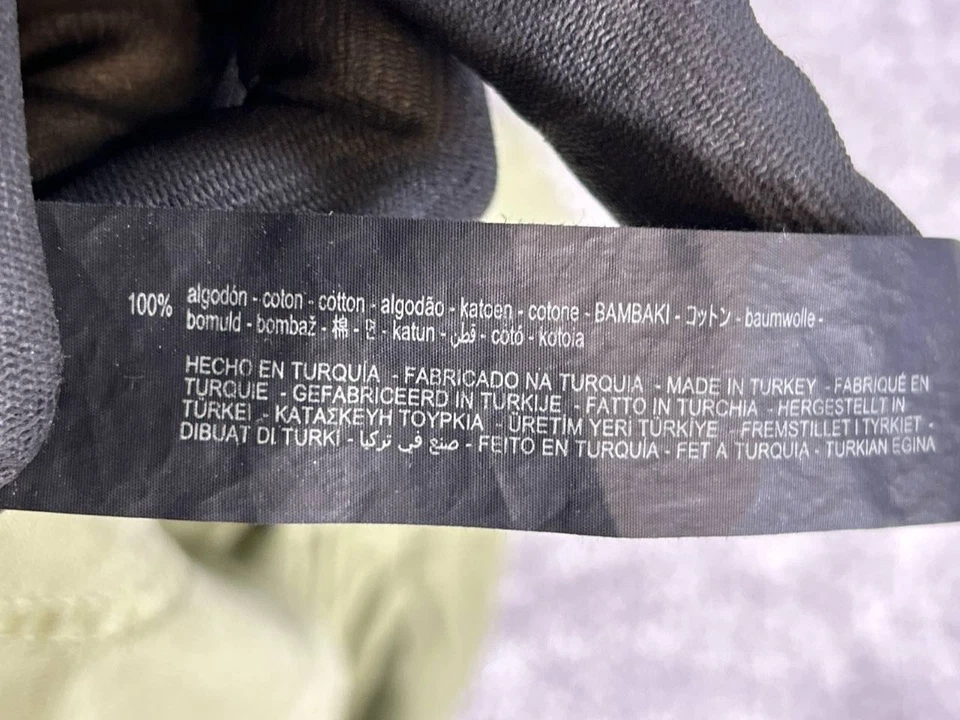 100% algodón - coton - cotton - algodão - katoen - cotone - BAMBAKI - コットン - baumwolle -
bomuld - bombaž - 棉 - 면 - katun - قطن - cotó - kotoia
HECHO EN TURQUÍA - FABRICADO NA TURQUIA - MADE IN TURKEY - FABRIQUÉ EN
TURQUIE - GEFABRICEERD IN TURKIJE - FATTO IN TURCHIA - HERGESTELLT IN
TÜRKEI - ΚΑΤΑΣΚΕΥΗ ΤΟΥΡΚΙΑ - ÜRETİM YERİ TÜRKİYE - FREMSTILLET I TYRKIET -
DIBUAT DI TURKI - صنع في تركيا - FEITO EN TURQUÍA - FET A TURQUIA - TURKIAN EGINA